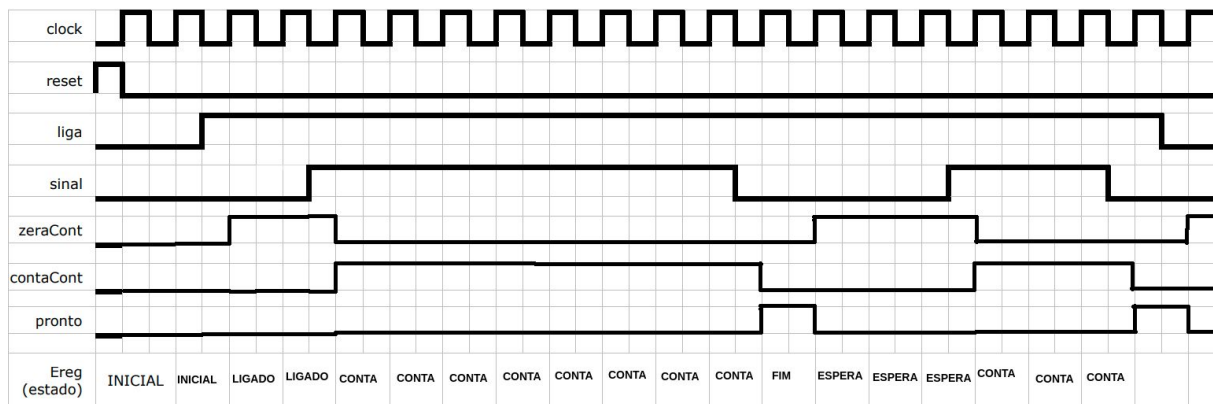 clock
reset
liga
sinal
zeraCont
contaCont
pronto
Ereg
(estado)
INICIAL INICIAL LIGADO LIGADO CONTA CONTA CONTA CONTA CONTA CONTA CONTA CONTA FIM ESPERA ESPERA ESPERA CONTA CONTA CONTA